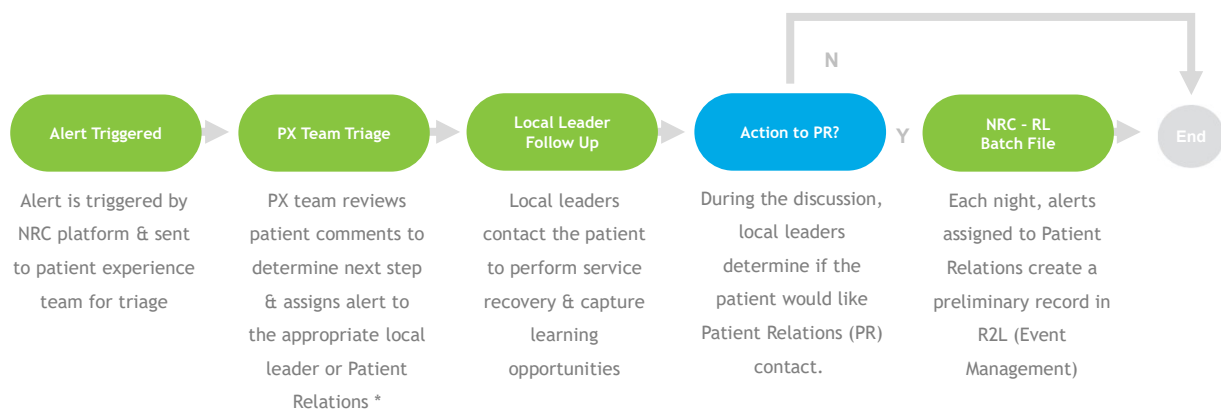 N
Alert Triggered
PX Team Triage
Local Leader
Follow Up
Action to PR?
Y
NRC - RL
Batch File
End
Alert is triggered by
NRC platform & sent
to patient experience
team for triage
PX team reviews
patient comments to
determine next step
& assigns alert to
the appropriate local
leader or Patient
Relations *
Local leaders
contact the patient
to perform service
recovery & capture
learning
opportunities
During the discussion,
local leaders
determine if the
patient would like
Patient Relations (PR)
contact.
Each night, alerts
assigned to Patient
Relations create a
preliminary record in
R2L (Event
Management)